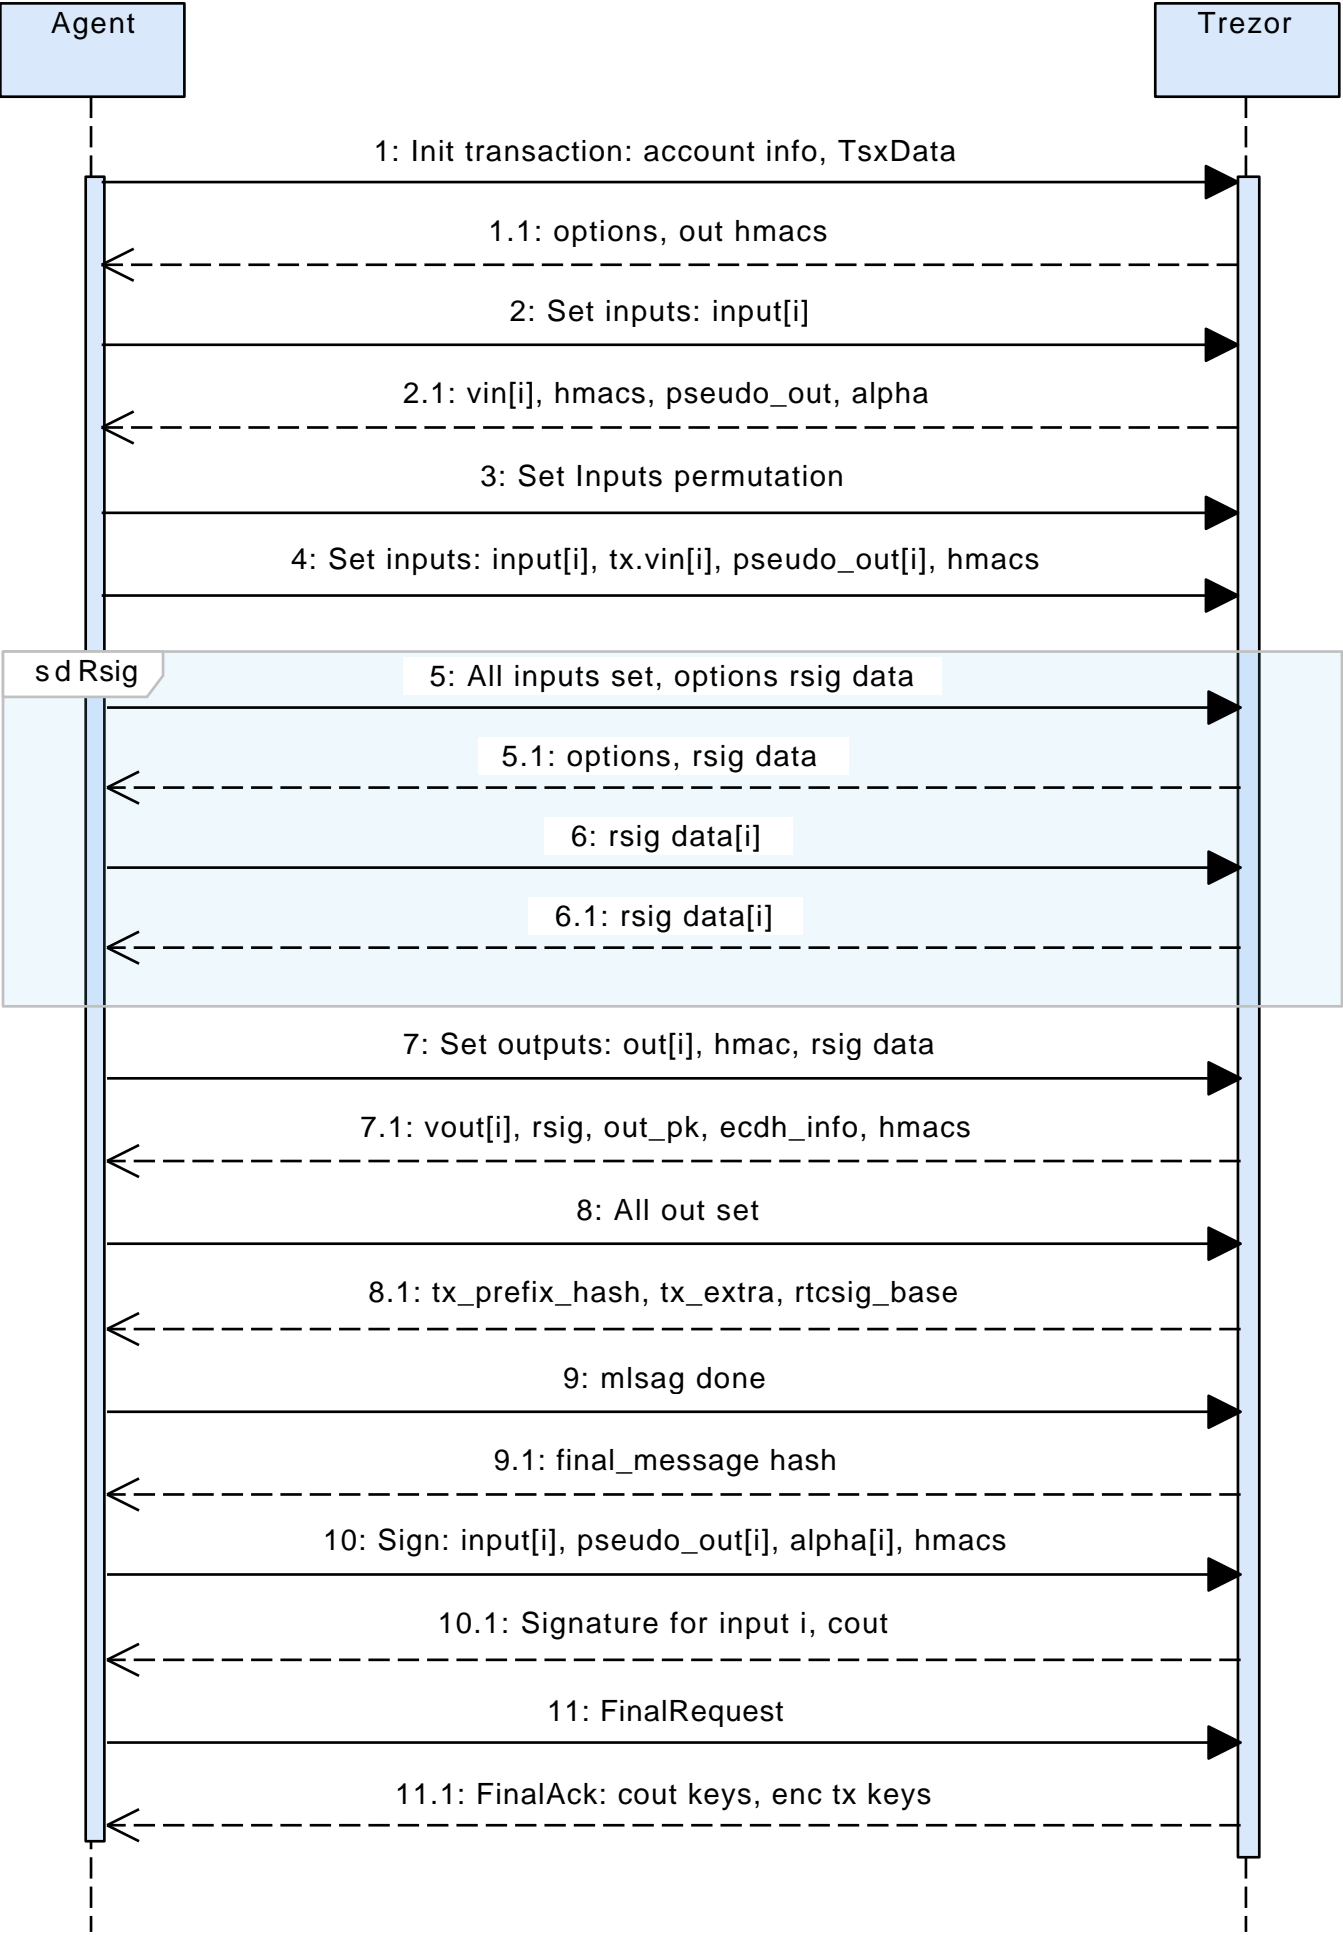 Agent
Trezor
1: Init transaction: account info, TsxData
1.1: options, out hmacs
2: Set inputs: input[i]
2.1: vin[i], hmacs, pseudo_out, alpha
3: Set Inputs permutation
4: Set inputs: input[i], tx.vin[i], pseudo_out[i], hmacs
sd Rsig
5: All inputs set, options rsig data
5.1: options, rsig data
6: rsig data[i]
6.1: rsig data[i]
7: Set outputs: out[i], hmac, rsig data
7.1: vout[i], rsig, out_pk, ecdh_info, hmacs
8: All out set
8.1: tx_prefix_hash, tx_extra, rtcsig_base
9: mlsag done
9.1: final_message hash
10: Sign: input[i], pseudo_out[i], alpha[i], hmacs
10.1: Signature for input i, cout
11: FinalRequest
11.1: FinalAck: cout keys, enc tx keys